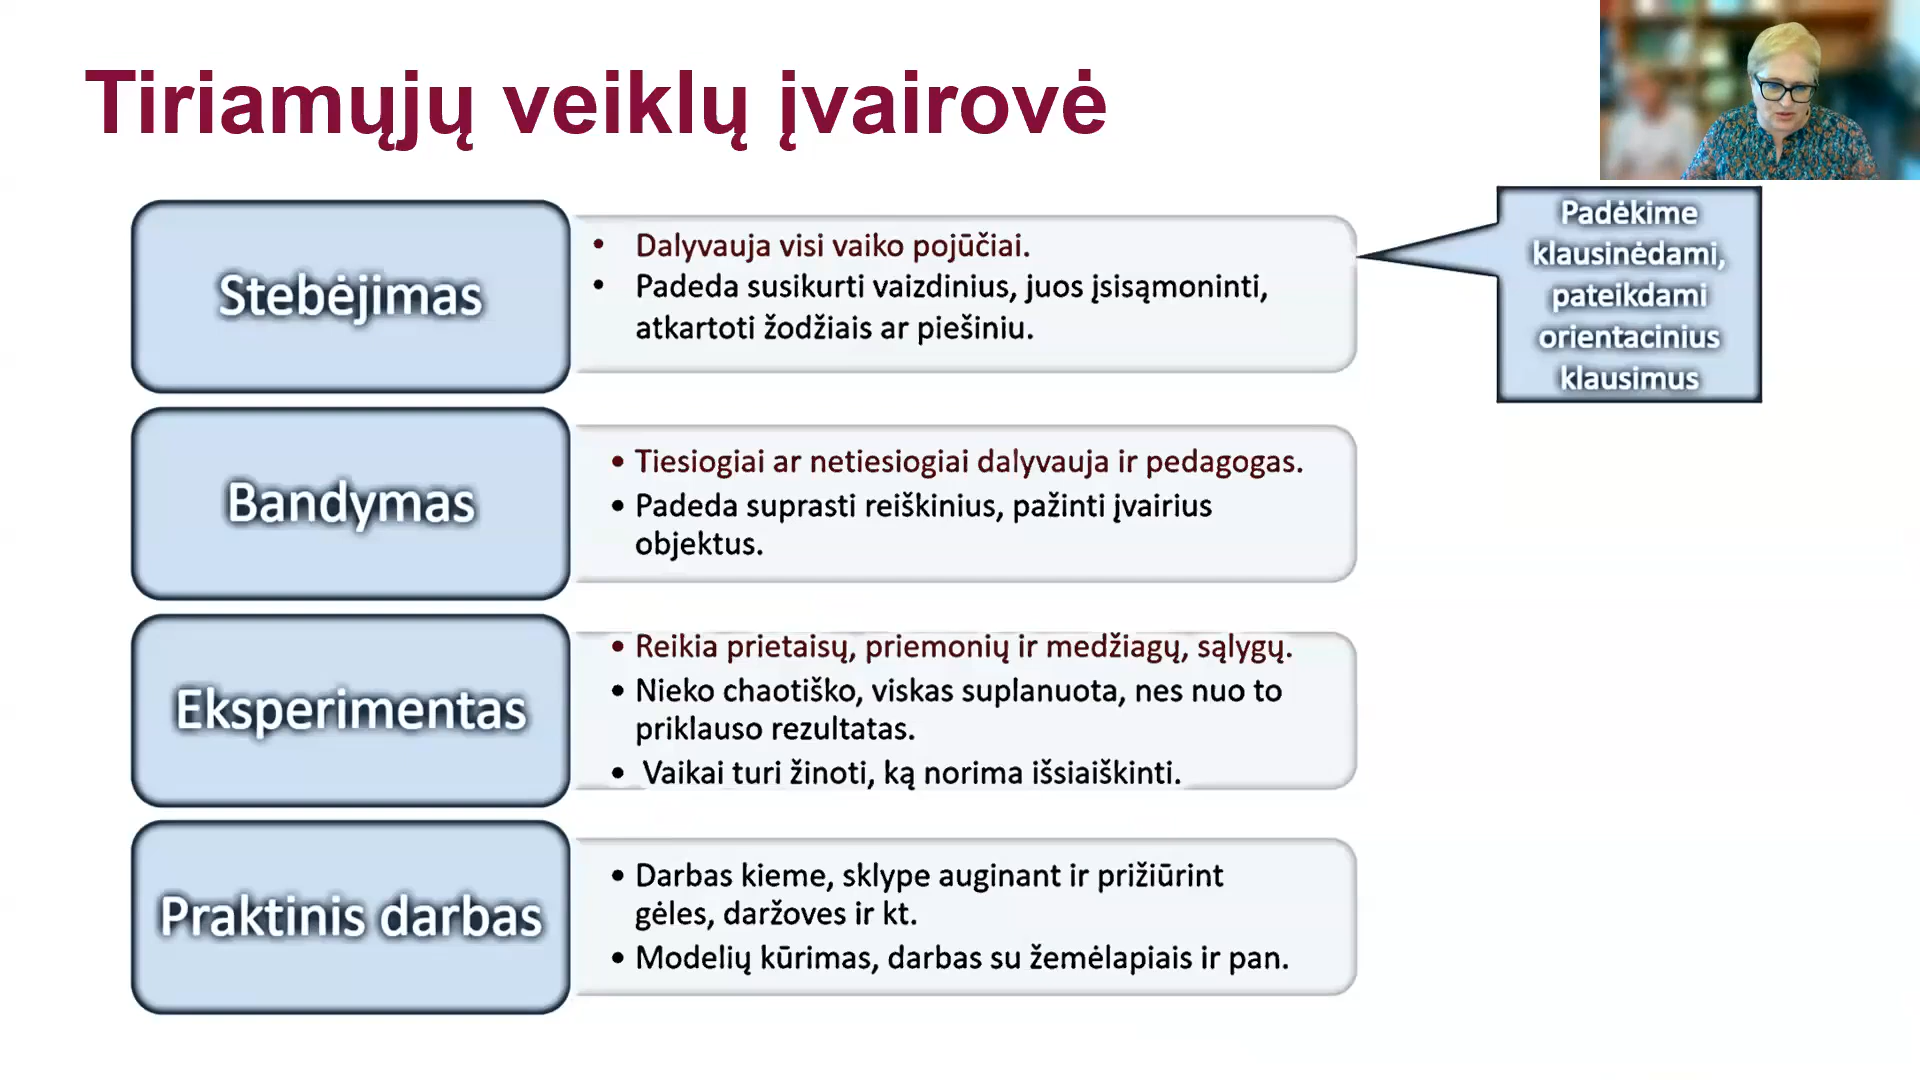 Tiriamųjų veiklų įvairovė
Stebėjimas
• Dalyvauja visi vaiko pojūčiai.
• Padeda susikurti vaizdinius, juos įsisąmoninti,
atkartoti žodžiais ar piešiniu.
Padėkime
klausinėdami,
pateikdami
orientacinius
klausimus
Bandymas
• Tiesiogiai ar netiesiogiai dalyvauja ir pedagogas.
• Padeda suprasti reiškinius, pažinti įvairius
objektus.
Eksperimentas
• Reikia prietaisų, priemonių ir medžiagų, sąlygų.
• Nieko chaotiško, viskas suplanuota, nes nuo to
priklauso rezultatas.
• Vaikai turi žinoti, ką norima išsiaiškinti.
Praktinis darbas
• Darbas kieme, sklype auginant ir prižiūrint
gėles, daržoves ir kt.
• Modelių kūrimas, darbas su žemėlapiais ir pan.